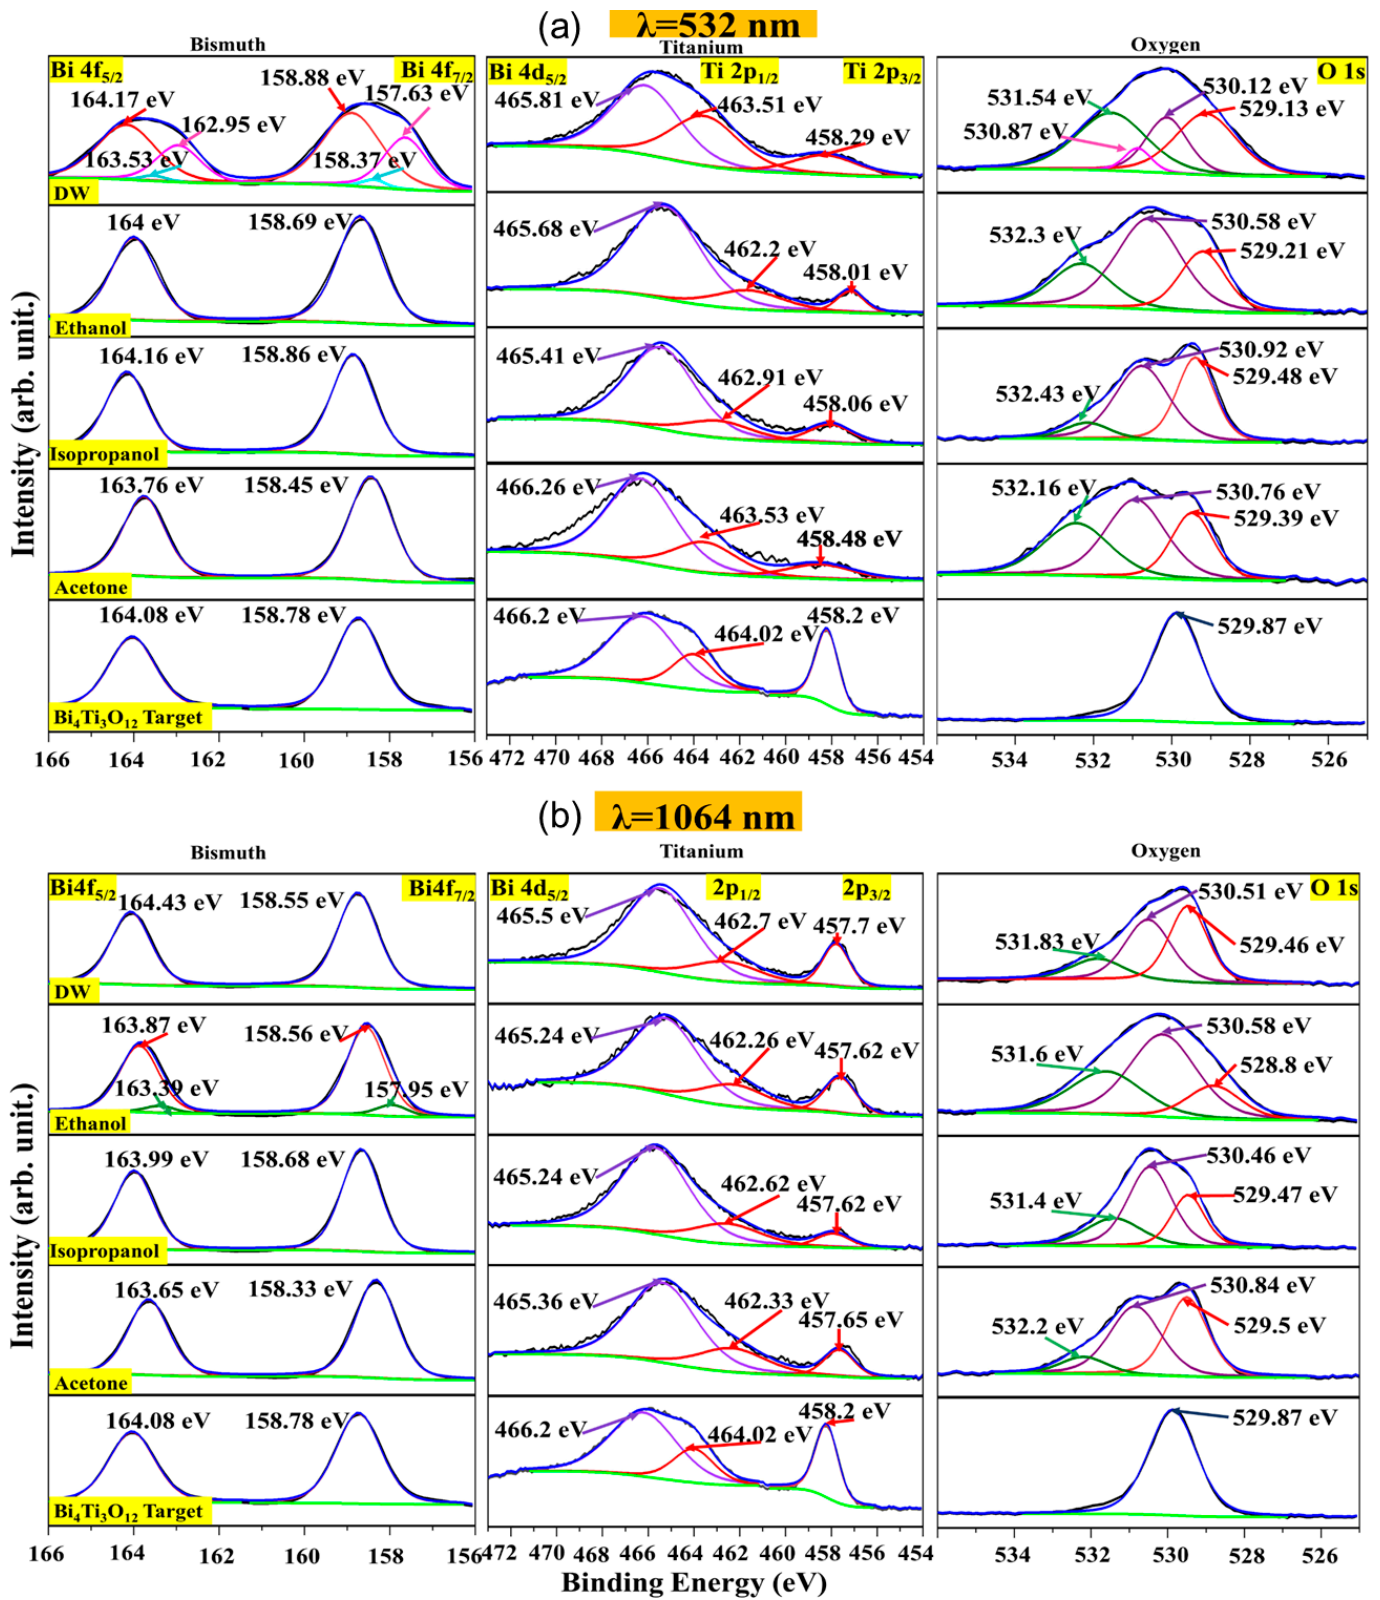 (a) λ=532 nm
Bismuth Titanium Oxygen
Intensity (arb. unit.)
Bi 4f5/2 Bi 4f7/2
164.17 eV 158.88 eV 157.63 eV
162.95 eV
163.53 eV 158.37 eV
DW
Bi 4d5/2 Ti 2p1/2 Ti 2p3/2
465.81 eV 463.51 eV
458.29 eV
O 1s
531.54 eV 530.12 eV
530.87 eV 529.13 eV
164 eV 158.69 eV
Ethanol
465.68 eV 462.2 eV
458.01 eV
532.3 eV 530.58 eV
529.21 eV
164.16 eV 158.86 eV
Isopropanol
465.41 eV 462.91 eV
458.06 eV
532.43 eV 530.92 eV
529.48 eV
163.76 eV 158.45 eV
Acetone
466.26 eV 463.53 eV
458.48 eV
532.16 eV 530.76 eV
529.39 eV
164.08 eV 158.78 eV
Bi4Ti3O12 Target
466.2 eV 458.2 eV
464.02 eV
529.87 eV
166 164 162 160 158 156
472 470 468 466 464 462 460 458 456 454
534 532 530 528 526
(b) λ=1064 nm
Bismuth Titanium Oxygen
Intensity (arb. unit.)
Bi4f5/2 Bi4f7/2
164.43 eV 158.55 eV
DW
Bi 4d5/2 2p1/2 2p3/2
465.5 eV 462.7 eV 457.7 eV
O 1s
530.51 eV
531.83 eV 529.46 eV
163.87 eV 158.56 eV
163.39 eV 157.95 eV
Ethanol
465.24 eV 462.26 eV 457.62 eV
531.6 eV 530.58 eV
528.8 eV
163.99 eV 158.68 eV
Isopropanol
465.24 eV 462.62 eV
457.62 eV
530.46 eV
531.4 eV 529.47 eV
163.65 eV 158.33 eV
Acetone
465.36 eV 462.33 eV
457.65 eV
530.84 eV
532.2 eV 529.5 eV
164.08 eV 158.78 eV
Bi4Ti3O12 Target
466.2 eV 458.2 eV
464.02 eV
529.87 eV
166 164 162 160 158 156
472 470 468 466 464 462 460 458 456 454
534 532 530 528 526
Binding Energy (eV)